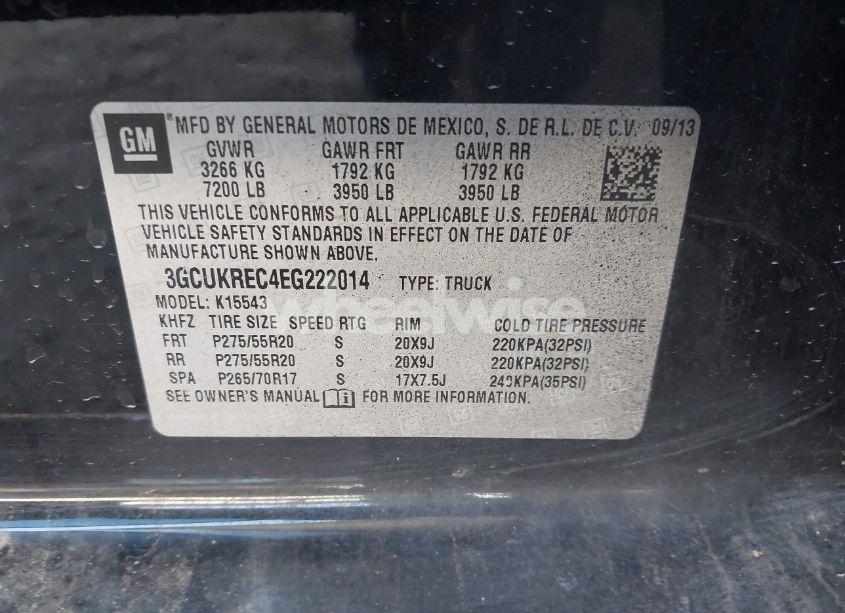 GM ® MFD BY GENERAL MOTORS DE MEXICO, S. DE R.L. DE C.V. 09/13
GVWR GAWR FRT GAWR RR
3266 KG 1792 KG 1792 KG
7200 LB 3950 LB 3950 LB
THIS VEHICLE CONFORMS TO ALL APPLICABLE U.S. FEDERAL MOTOR
VEHICLE SAFETY STANDARDS IN EFFECT ON THE DATE OF
MANUFACTURE SHOWN ABOVE.
3GCUKREC4EG222014 TYPE: TRUCK
MODEL: K15543
wheelwise
KHFZ TIRE SIZE SPEED RTG RIM COLD TIRE PRESSURE
FRT P275/55R20 S 20X9J 220KPA(32PSI)
RR P275/55R20 S 20X9J 220KPA(32PSI)
SPA P265/70R17 S 17X7.5J 240KPA(35PSI)
SEE OWNER'S MANUAL FOR MORE INFORMATION.